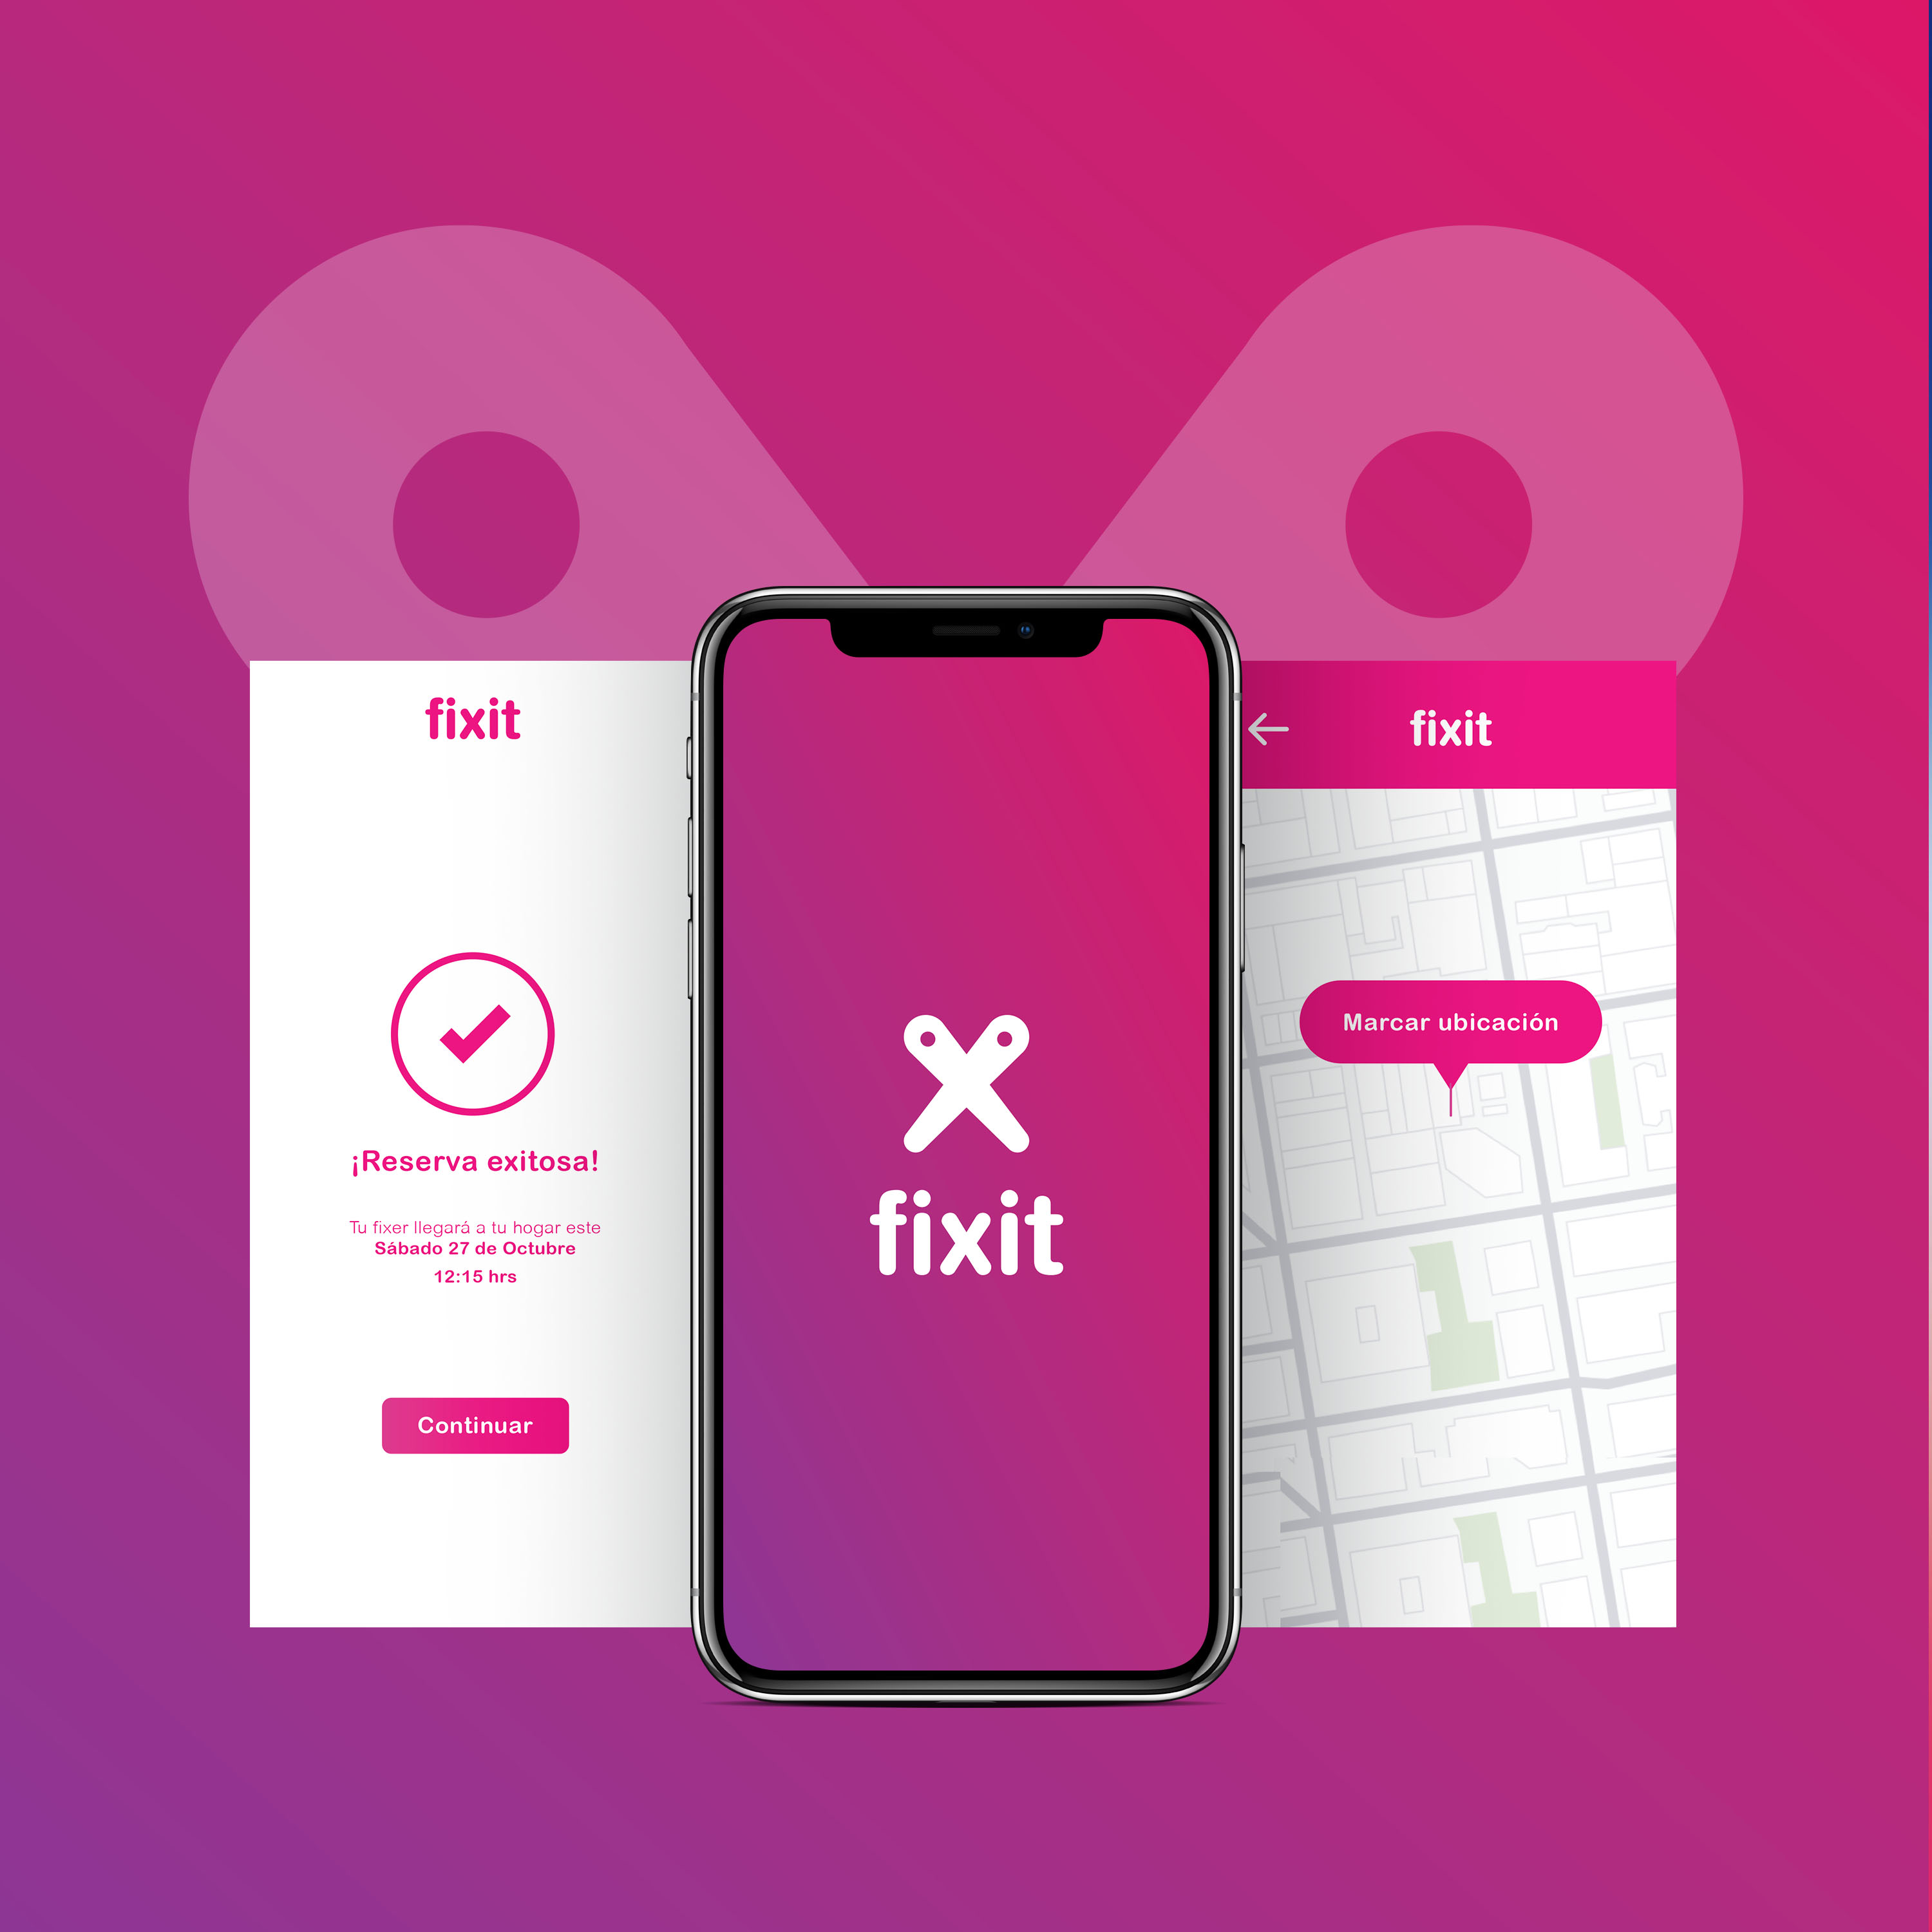 fixit
¡Reserva exitosa!
Tu fixer llegará a tu hogar este
Sábado 27 de Octubre
12:15 hrs
Continuar
fixit
fixit
Marcar ubicación